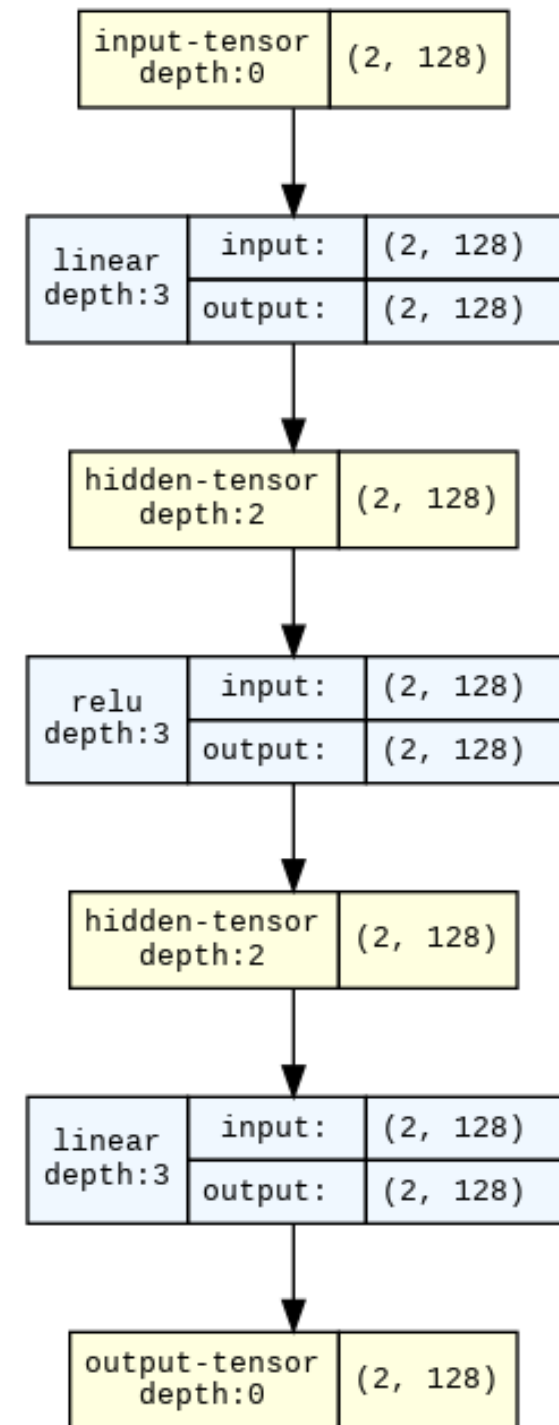 input-tensor
depth:0
(2, 128)
linear
depth:3
input:
(2, 128)
output:
(2, 128)
hidden-tensor
depth:2
(2, 128)
relu
depth:3
input:
(2, 128)
output:
(2, 128)
hidden-tensor
depth:2
(2, 128)
linear
depth:3
input:
(2, 128)
output:
(2, 128)
output-tensor
depth:0
(2, 128)